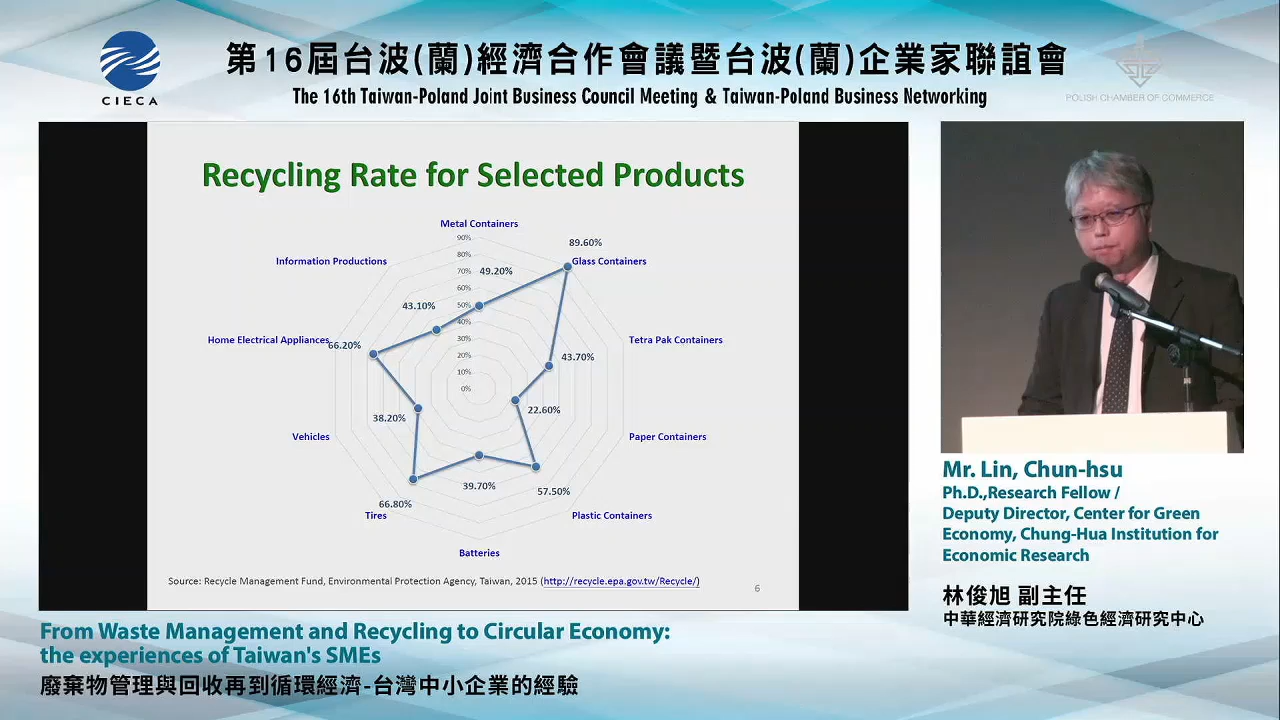 CIECA
第16屆台波(蘭)經濟合作會議暨台波(蘭)企業家聯誼會
The 16th Taiwan-Poland Joint Business Council Meeting & Taiwan-Poland Business Networking
POLISH CHAMBER OF COMMERCE
Recycling Rate for Selected Products
Metal Containers
90%
89.60%
80%
Information Productions
Glass Containers
70%
49.20%
60%
43.10%
50%
40%
Home Electrical Appliances
66.20%
Tetra Pak Containers
30%
43.70%
20%
10%
0%
38.20%
22.60%
Vehicles
Paper Containers
39.70%
57.50%
66.80%
Tires
Plastic Containers
Batteries
Source: Recycle Management Fund, Environmental Protection Agency, Taiwan, 2015 (http://recycle.epa.gov.tw/Recycle/)
6
Mr. Lin, Chun-hsu
Ph.D.,Research Fellow /
Deputy Director, Center for Green
Economy, Chung-Hua Institution for
Economic Research
林俊旭 副主任
中華經濟研究院綠色經濟研究中心
From Waste Management and Recycling to Circular Economy:
the experiences of Taiwan's SMEs
廢棄物管理與回收再到循環經濟-台灣中小企業的經驗